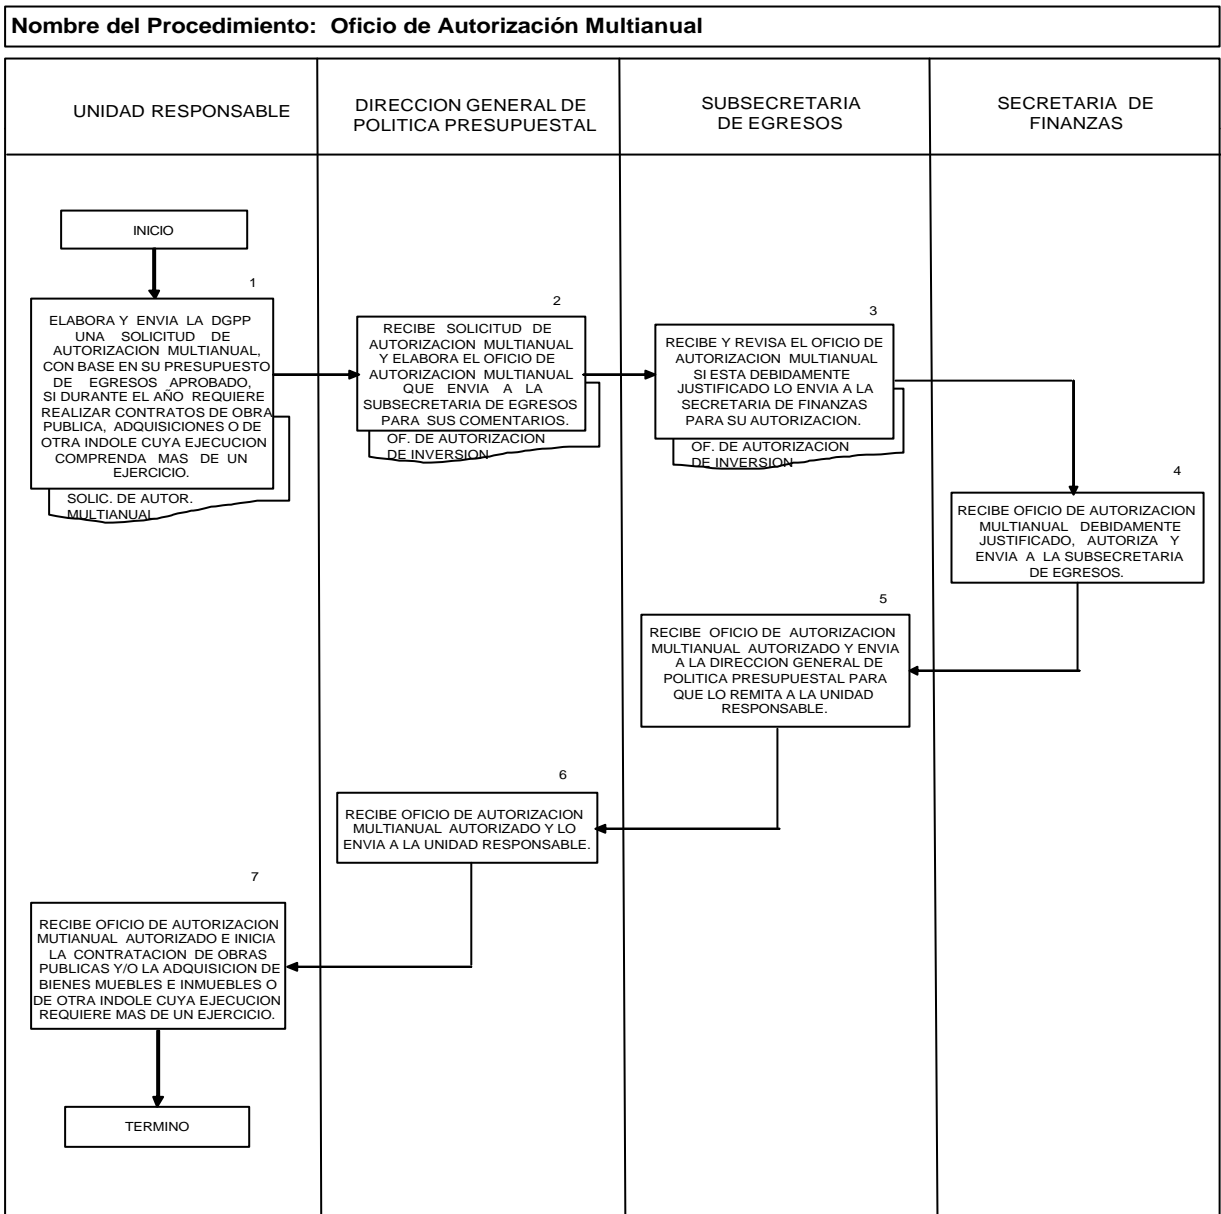 Nombre del Procedimiento: Oficio de Autorización Multianual
UNIDAD RESPONSABLE
DIRECCION GENERAL DE
POLITICA PRESUPUESTAL
SUBSECRETARIA
DE EGRESOS
SECRETARIA DE
FINANZAS
INICIO
1
ELABORA Y ENVIA LA DGPP
UNA SOLICITUD DE
AUTORIZACION MULTIANUAL,
CON BASE EN SU PRESUPUESTO
DE EGRESOS APROBADO,
SI DURANTE EL AÑO REQUIERE
REALIZAR CONTRATOS DE OBRA
PUBLICA, ADQUISICIONES O DE
OTRA INDOLE CUYA EJECUCION
COMPRENDA MAS DE UN
EJERCICIO.
SOLIC. DE AUTOR.
MULTIANUAL
2
RECIBE SOLICITUD DE
AUTORIZACION MULTIANUAL
Y ELABORA EL OFICIO DE
AUTORIZACION MULTIANUAL
QUE ENVIA A LA
SUBSECRETARIA DE EGRESOS
PARA SUS COMENTARIOS.
OF. DE AUTORIZACION
DE INVERSION
3
RECIBE Y REVISA EL OFICIO DE
AUTORIZACION MULTIANUAL
SI ESTA DEBIDAMENTE
JUSTIFICADO LO ENVIA A LA
SECRETARIA DE FINANZAS
PARA SU AUTORIZACION.
OF. DE AUTORIZACION
DE INVERSION
4
RECIBE OFICIO DE AUTORIZACION
MULTIANUAL DEBIDAMENTE
JUSTIFICADO, AUTORIZA Y
ENVIA A LA SUBSECRETARIA
DE EGRESOS.
5
RECIBE OFICIO DE AUTORIZACION
MULTIANUAL AUTORIZADO Y ENVIA
A LA DIRECCION GENERAL DE
POLITICA PRESUPUESTAL PARA
QUE LO REMITA A LA UNIDAD
RESPONSABLE.
6
RECIBE OFICIO DE AUTORIZACION
MULTIANUAL AUTORIZADO Y LO
ENVIA A LA UNIDAD RESPONSABLE.
7
RECIBE OFICIO DE AUTORIZACION
MUTIANUAL AUTORIZADO E INICIA
LA CONTRATACION DE OBRAS
PUBLICAS Y/O LA ADQUISICION DE
BIENES MUEBLES E INMUEBLES O
DE OTRA INDOLE CUYA EJECUCION
REQUIERE MAS DE UN EJERCICIO.
TERMINO